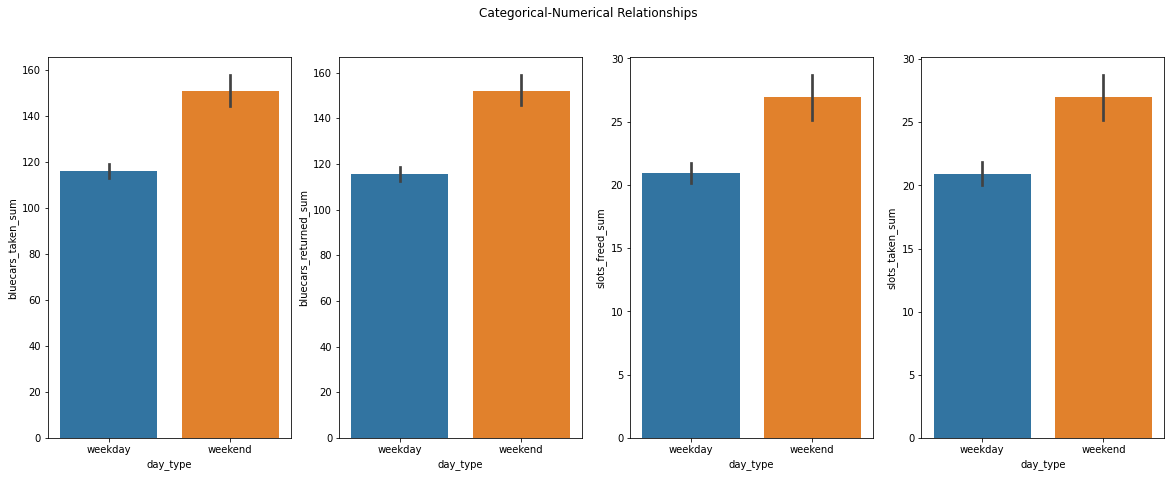 Categorical-Numerical Relationships
bluecars_taken_sum
160
140
120
100
80
60
40
20
0
weekday weekend
day_type
bluecars_returned_sum
160
140
120
100
80
60
40
20
0
weekday weekend
day_type
slots_freed_sum
30
25
20
15
10
5
0
weekday weekend
day_type
slots_taken_sum
30
25
20
15
10
5
0
weekday weekend
day_type